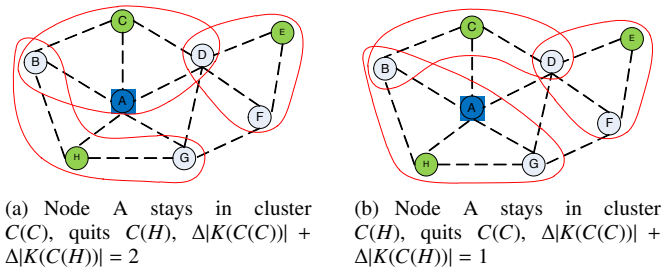 C
E
B
D
A
F
H
G
C
E
B
D
A
F
H
G
(a) Node A stays in cluster
C(C), quits C(H), Δ|K(C(C))| +
Δ|K(C(H))| = 2
(b) Node A stays in cluster
C(H), quits C(C), Δ|K(C(C))| +
Δ|K(C(H))| = 1